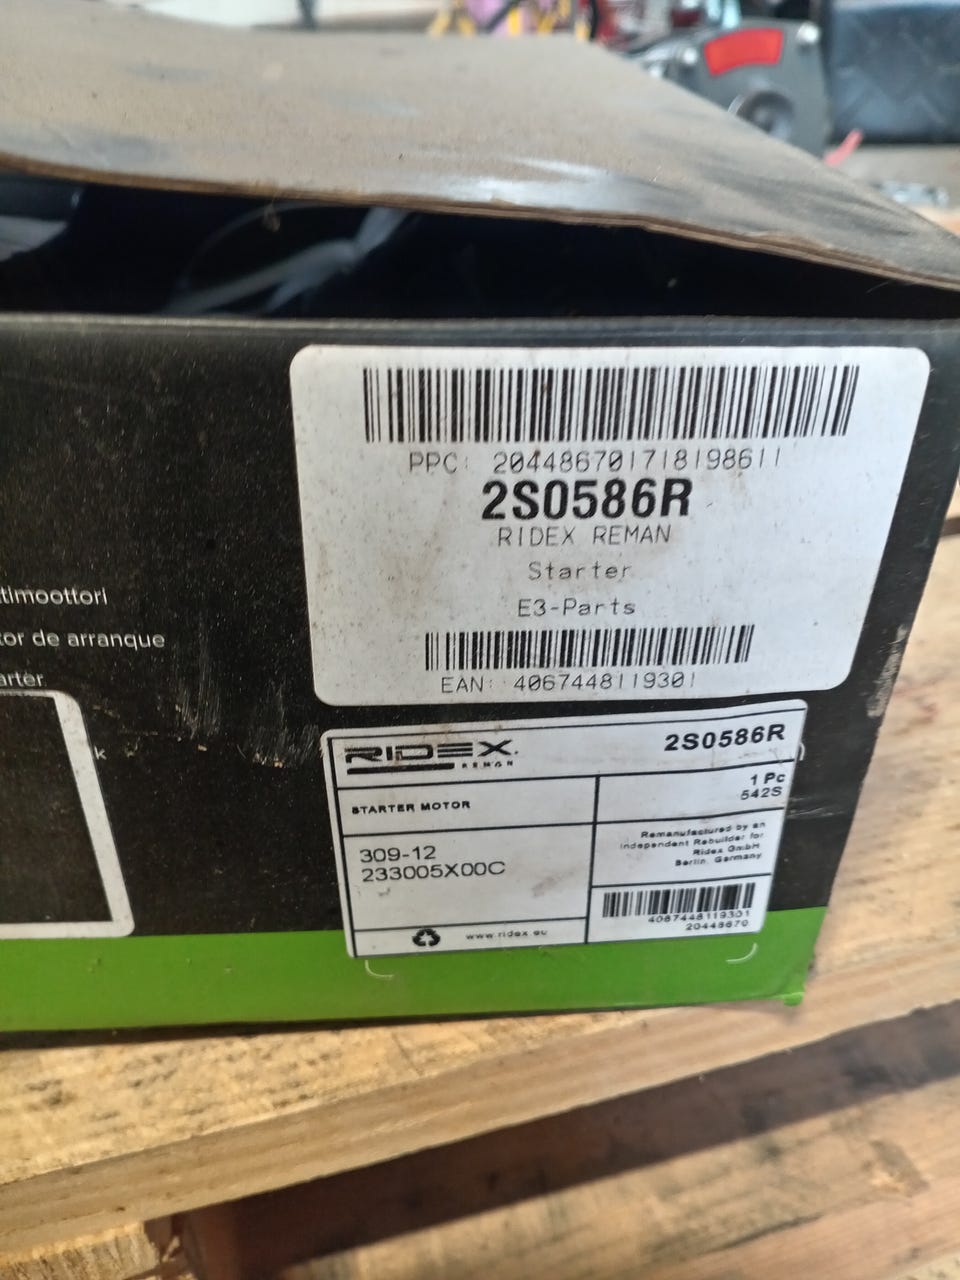 PPC: 20448670171819861 1
2S0586R
RIDEX REMAN
Starter
E3-Parts
EAN: 4067448119301
timoottori
tor de arranque
arter
k
RIDEX
REMAN
2S0586R
STARTER MOTOR
1 Pc
542S
309-12
233005X00C
Remanufactured by an
Independent Rebuilder for
Ridex GmbH
Berlin, Germany
4067448119301
20448670
www.ridex.eu